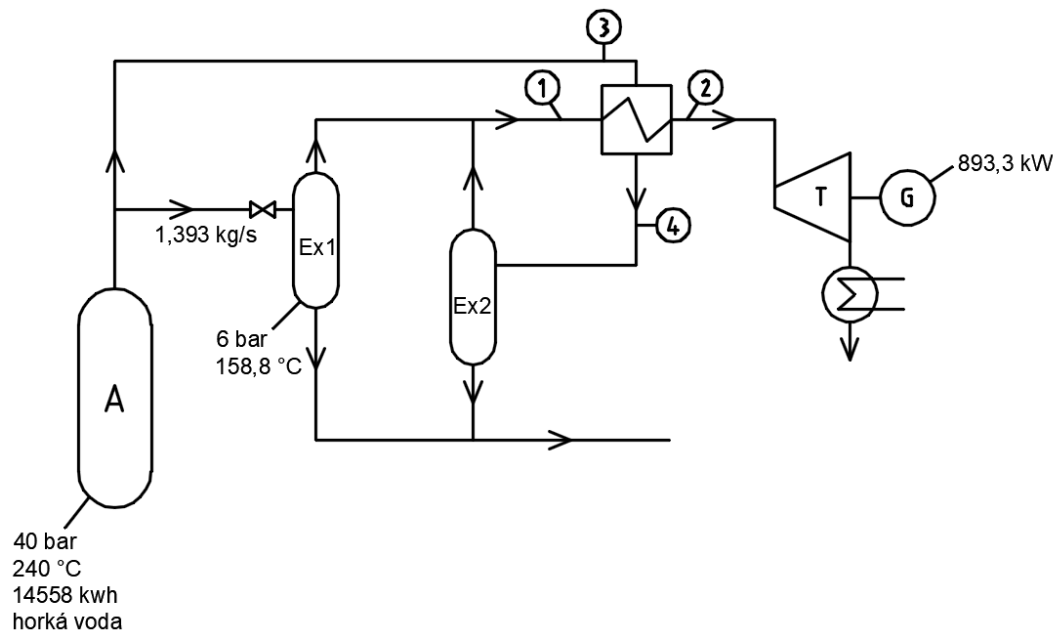 3
1
2
893,3 kW
T
G
1,393 kg/s
Ex1
4
Ex2
6 bar
158,8 °C
A
40 bar
240 °C
14558 kwh
horká voda